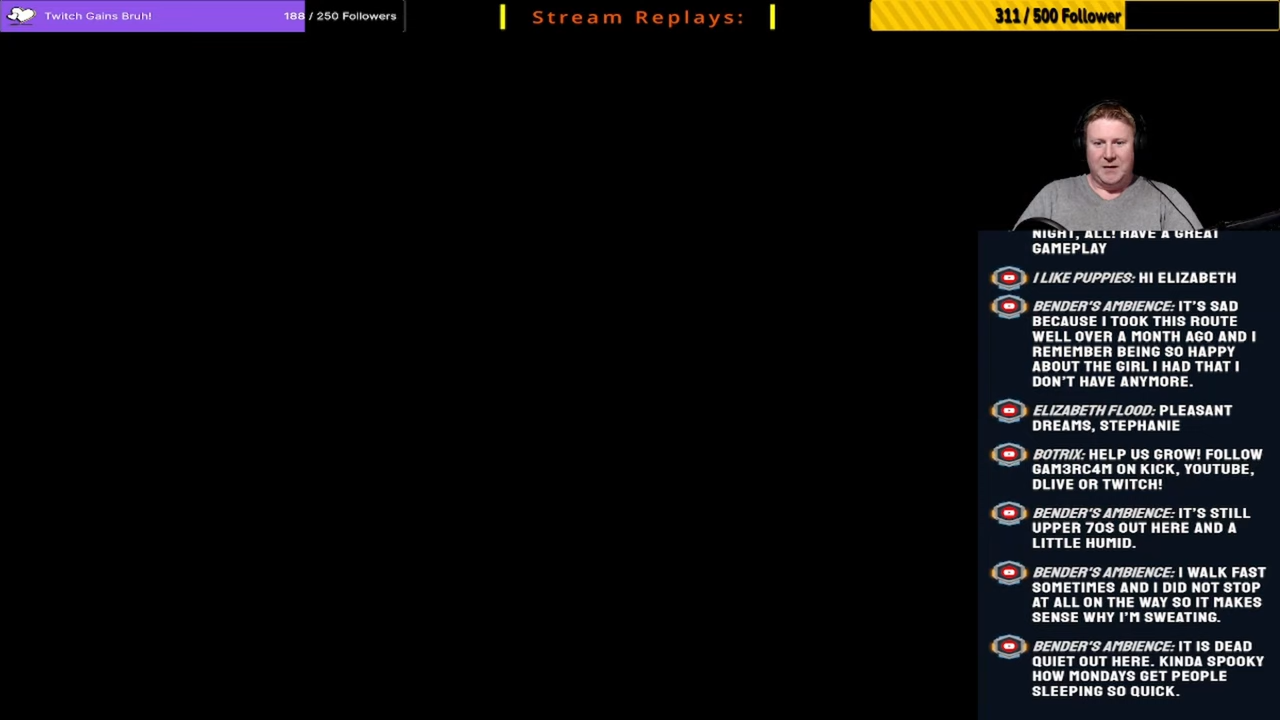 Twitch Gains Bruh!
188 / 250 Followers
Stream Replays:
311 / 500 Follower
NIGHT, ALL! HAVE A GREAT
GAMEPLAY
I LIKE PUPPIES: HI ELIZABETH
BENDER'S AMBIENCE: IT'S SAD
BECAUSE I TOOK THIS ROUTE
WELL OVER A MONTH AGO AND I
REMEMBER BEING SO HAPPY
ABOUT THE GIRL I HAD THAT I
DON'T HAVE ANYMORE.
ELIZABETH FLOOD: PLEASANT
DREAMS, STEPHANIE
BOTRIX: HELP US GROW! FOLLOW
GAM3RC4M ON KICK, YOUTUBE,
DLIVE OR TWITCH!
BENDER'S AMBIENCE: IT'S STILL
UPPER 70S OUT HERE AND A
LITTLE HUMID.
BENDER'S AMBIENCE: I WALK FAST
SOMETIMES AND I DID NOT STOP
AT ALL ON THE WAY SO IT MAKES
SENSE WHY I'M SWEATING.
BENDER'S AMBIENCE: IT IS DEAD
QUIET OUT HERE. KINDA SPOOKY
HOW MONDAYS GET PEOPLE
SLEEPING SO QUICK.